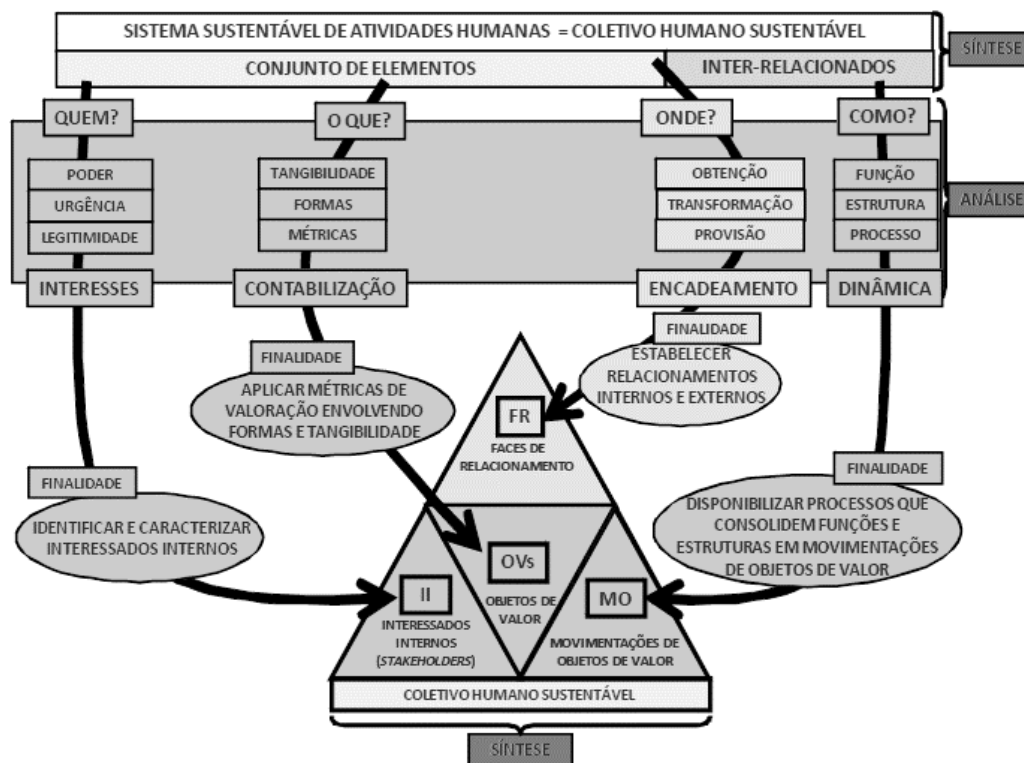 SISTEMA SUSTENTÁVEL DE ATIVIDADES HUMANAS = COLETIVO HUMANO SUSTENTÁVEL
SÍNTESE
CONJUNTO DE ELEMENTOS
INTER-RELACIONADOS
QUEM?
O QUE?
ONDE?
COMO?
PODER
URGÊNCIA
LEGITIMIDADE
TANGIBILIDADE
FORMAS
MÉTRICAS
OBTENÇÃO
TRANSFORMAÇÃO
PROVISÃO
FUNÇÃO
ESTRUTURA
PROCESSO
ANÁLISE
INTERESSES
CONTABILIZAÇÃO
ENCADEAMENTO
DINÂMICA
FINALIDADE
ESTABELECER
RELACIONAMENTOS
INTERNOS E EXTERNOS
FINALIDADE
APLICAR MÉTRICAS DE
VALORAÇÃO ENVOLVENDO
FORMAS E TANGIBILIDADE
FR
FACES DE
RELACIONAMENTO
FINALIDADE
IDENTIFICAR E CARACTERIZAR
INTERESSADOS INTERNOS
FINALIDADE
DISPONIBILIZAR PROCESSOS QUE
CONSOLIDEM FUNÇÕES E
ESTRUTURAS EM MOVIMENTAÇÕES
DE OBJETOS DE VALOR
OVs
OBJETOS DE
VALOR
II
INTERESSADOS
INTERNOS
(STAKEHOLDERS)
MO
MOVIMENTAÇÕES DE
OBJETOS DE VALOR
COLETIVO HUMANO SUSTENTÁVEL
SÍNTESE